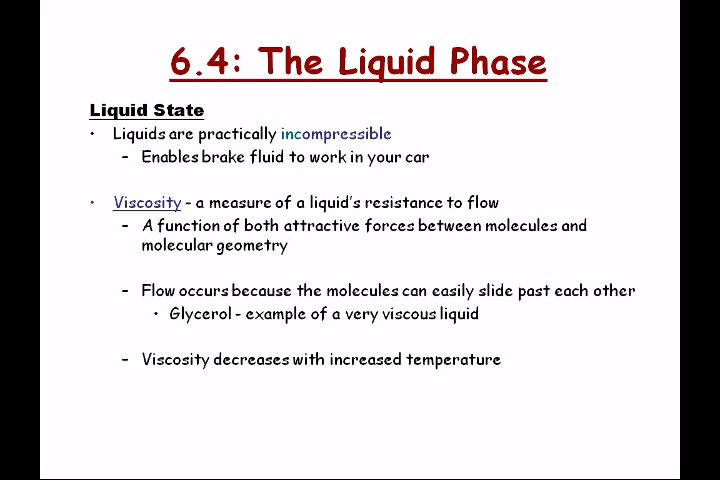 6.4: The Liquid Phase
Liquid State
• Liquids are practically incompressible
– Enables brake fluid to work in your car
• Viscosity - a measure of a liquid's resistance to flow
– A function of both attractive forces between molecules and
molecular geometry
– Flow occurs because the molecules can easily slide past each other
• Glycerol - example of a very viscous liquid
– Viscosity decreases with increased temperature